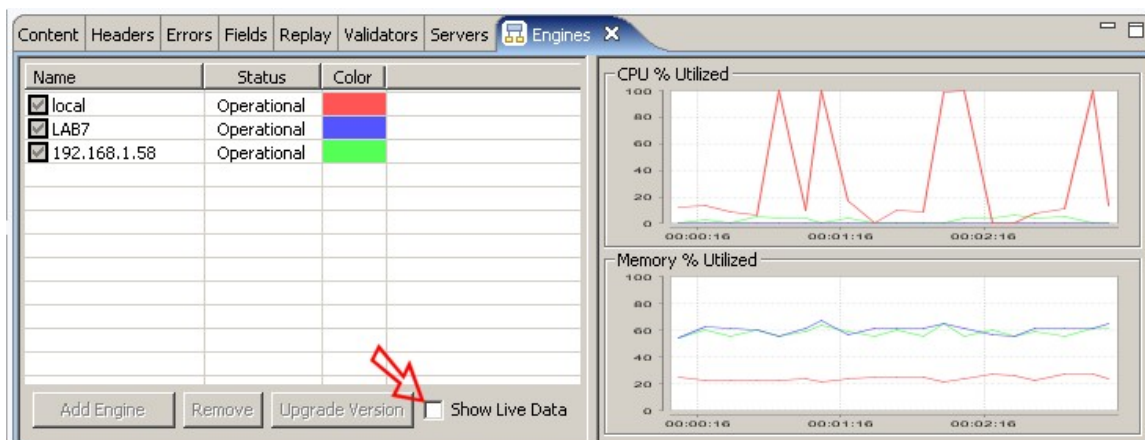 Content Headers Errors Fields Replay Validators Servers Engines
Name Status Color
local Operational
LAB7 Operational
192.168.1.58 Operational
Add Engine Remove Upgrade Version Show Live Data
CPU % Utilized
100
80
60
40
20
0
00:00:16 00:01:16 00:02:16
Memory % Utilized
100
80
60
40
20
0
00:00:16 00:01:16 00:02:16